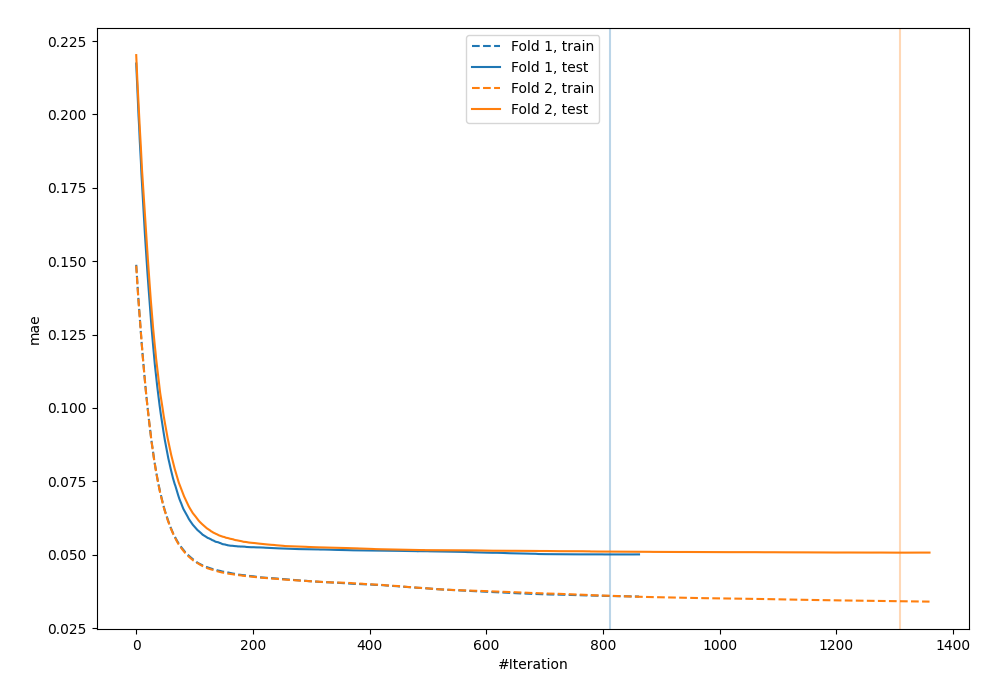 0.225
0.200
0.175
0.150
0.125
0.100
0.075
0.050
0.025
mae
Fold 1, train
Fold 1, test
Fold 2, train
Fold 2, test
0 200 400 600 800 1000 1200 1400
#Iteration